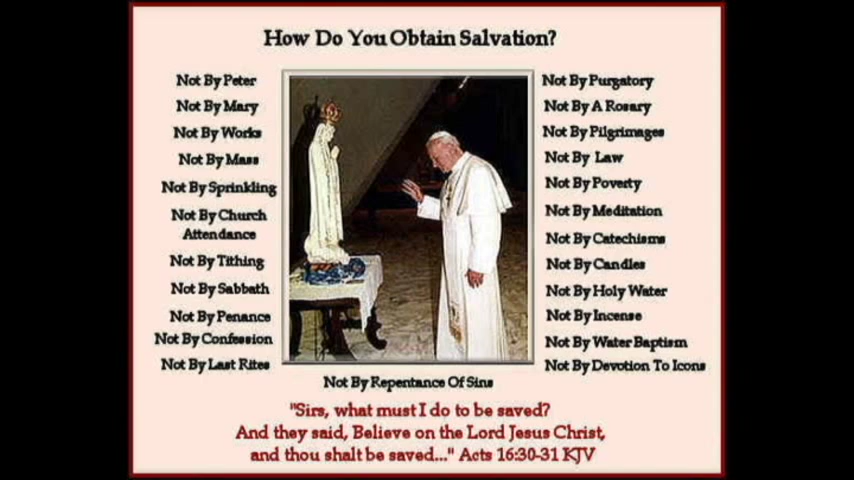 How Do You Obtain Salvation?
Not By Peter
Not By Mary
Not By Works
Not By Mass
Not By Sprinkling
Not By Church
Attendance
Not By Tithing
Not By Sabbath
Not By Penance
Not By Confession
Not By Last Rites
Not By Purgatory
Not By A Rosary
Not By Pilgrimages
Not By Law
Not By Poverty
Not By Meditation
Not By Catechisms
Not By Candles
Not By Holy Water
Not By Incense
Not By Water Baptism
Not By Devotion To Icons
Not By Repentance Of Sins
"Sirs, what must I do to be saved?
And they said, Believe on the Lord Jesus Christ,
and thou shalt be saved..." Acts 16:30-31 KJV